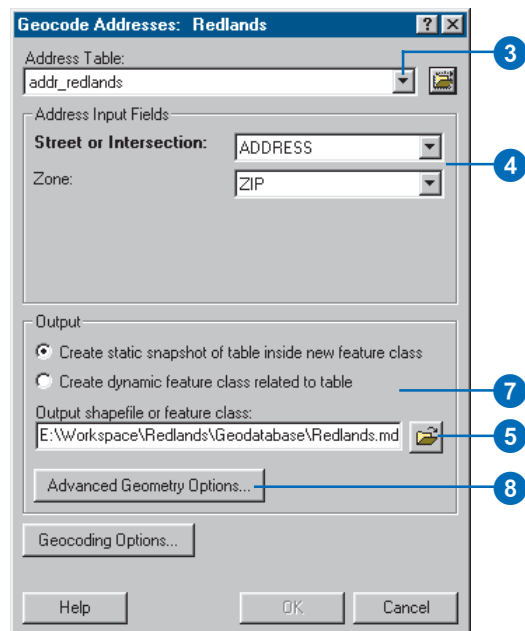 Geocode Addresses: Redlands
3
Address Table:
addr_redlands
Address Input Fields
Street or Intersection:
ADDRESS
4
Zone:
ZIP
Output
Create static snapshot of table inside new feature class
Create dynamic feature class related to table
7
Output shapefile or feature class:
E:\Workspace\Redlands\Geodatabase\Redlands.md
5
Advanced Geometry Options...
8
Geocoding Options...
Help
OK
Cancel